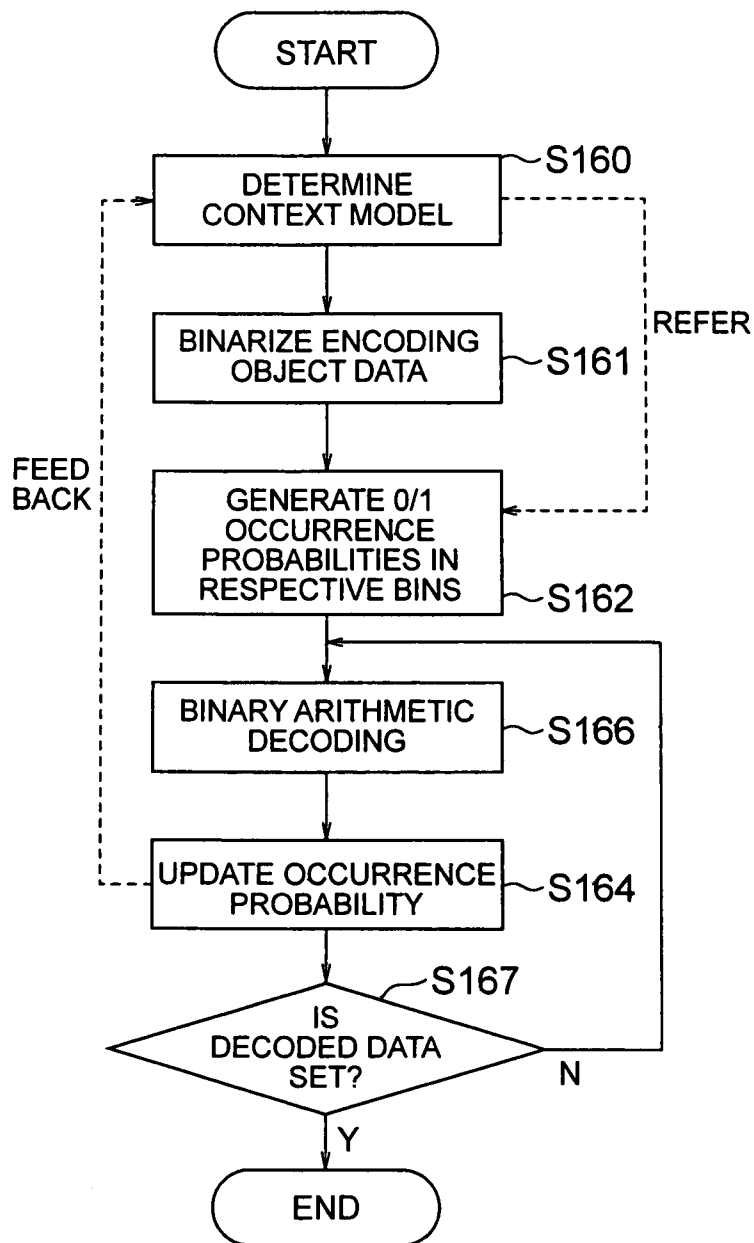 START
S160
DETERMINE
CONTEXT MODEL
REFER
BINARIZE ENCODING
OBJECT DATA
S161
FEED
BACK
GENERATE 0/1
OCCURRENCE
PROBABILITIES IN
RESPECTIVE BINS
S162
BINARY ARITHMETIC
DECODING
S166
UPDATE OCCURRENCE
PROBABILITY
S164
S167
IS
DECODED DATA
SET?
N
Y
END